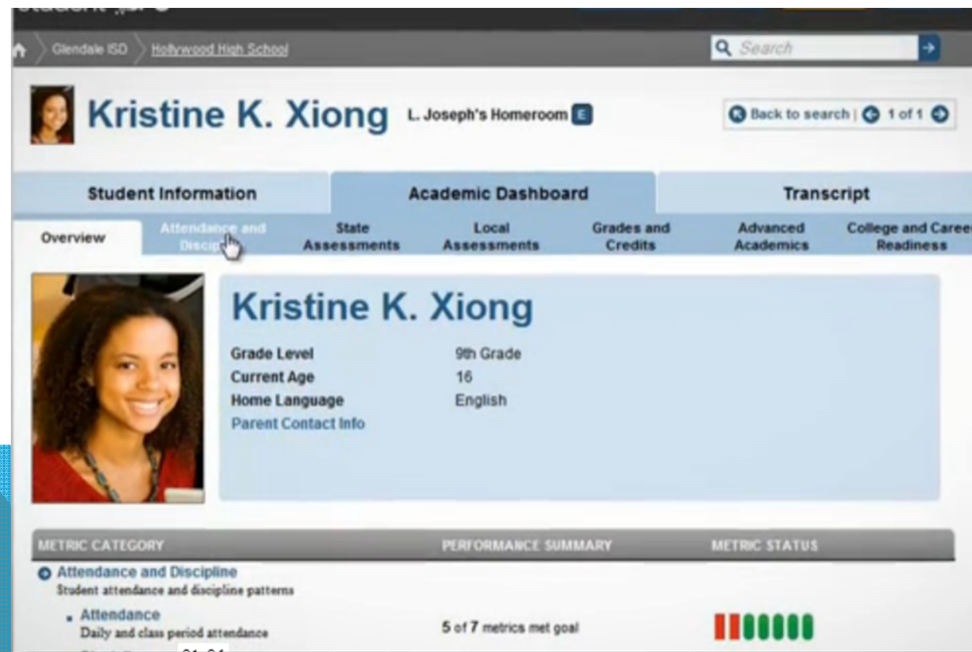 Glendale ISD Hollywood High School Search
Kristine K. Xiong L. Joseph's Homeroom E Back to search | 1 of 1
Student Information Academic Dashboard Transcript
Overview Attendance and State Local Grades and Advanced College and Caree
Assessments Assessments Credits Academics Readiness
Kristine K. Xiong
Grade Level 9th Grade
Current Age 16
Home Language English
Parent Contact Info
METRIC CATEGORY PERFORMANCE SUMMARY METRIC STATUS
Attendance and Discipline
Student attendance and discipline patterns
Attendance
Daily and class period attendance 5 of 7 metrics met goal